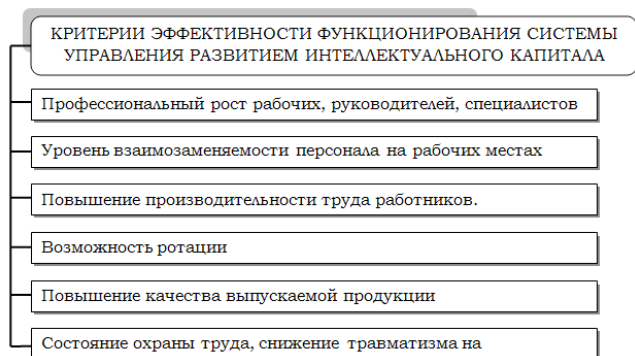 КРИТЕРИИ ЭФФЕКТИВНОСТИ ФУНКЦИОНИРОВАНИЯ СИСТЕМЫ
УПРАВЛЕНИЯ РАЗВИТИЕМ ИНТЕЛЛЕКТУАЛЬНОГО КАПИТАЛА
Профессиональный рост рабочих, руководителей, специалистов
Уровень взаимозаменяемости персонала на рабочих местах
Повышение производительности труда работников.
Возможность ротации
Повышение качества выпускаемой продукции
Состояние охраны труда, снижение травматизма на